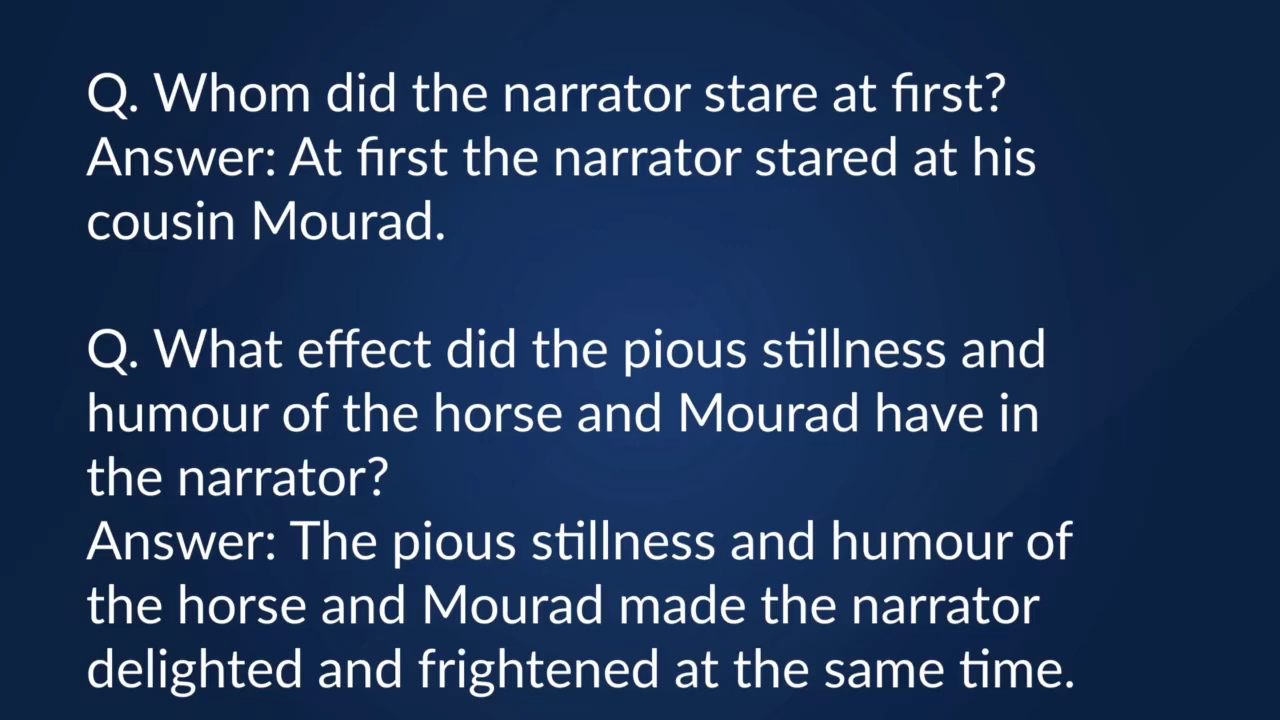 Q. Whom did the narrator stare at first?
Answer: At first the narrator stared at his
cousin Mourad.
Q. What effect did the pious stillness and
humour of the horse and Mourad have in
the narrator?
Answer: The pious stillness and humour of
the horse and Mourad made the narrator
delighted and frightened at the same time.